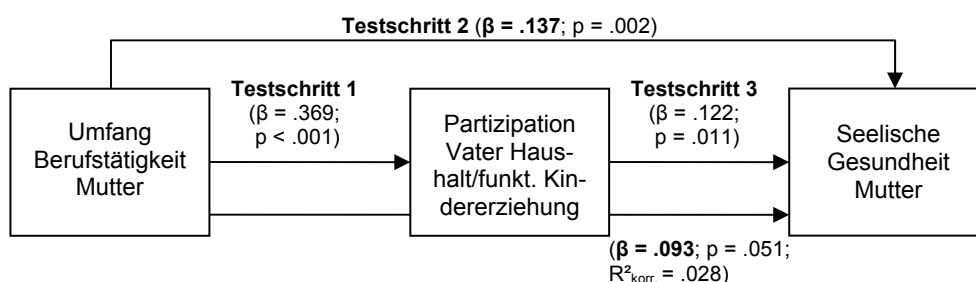 Testschritt 2 (β = .137; p = .002)
Testschritt 1
(β = .369;
p < .001)
Testschritt 3
(β = .122;
p = .011)
Umfang
Berufstätigkeit
Mutter
Partizipation
Vater Haus-
halt/funkt. Kin-
dererziehung
Seelische
Gesundheit
Mutter
(β = .093; p = .051;
R²korr. = .028)